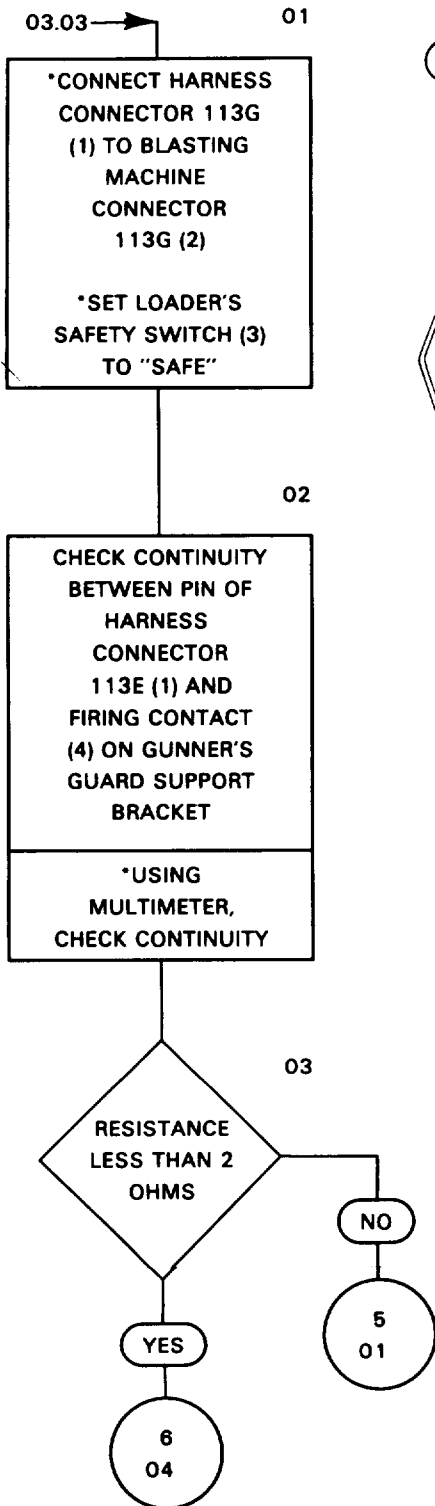 03.03
01
*CONNECT HARNESS
CONNECTOR 113G
(1) TO BLASTING
MACHINE
CONNECTOR
113G (2)
*SET LOADER'S
SAFETY SWITCH (3)
TO "SAFE"
02
CHECK CONTINUITY
BETWEEN PIN OF
HARNESS
CONNECTOR
113E (1) AND
FIRING CONTACT
(4) ON GUNNER'S
GUARD SUPPORT
BRACKET
*USING
MULTIMETER,
CHECK CONTINUITY
03
RESISTANCE
LESS THAN 2
OHMS
NO
5
01
YES
6
04